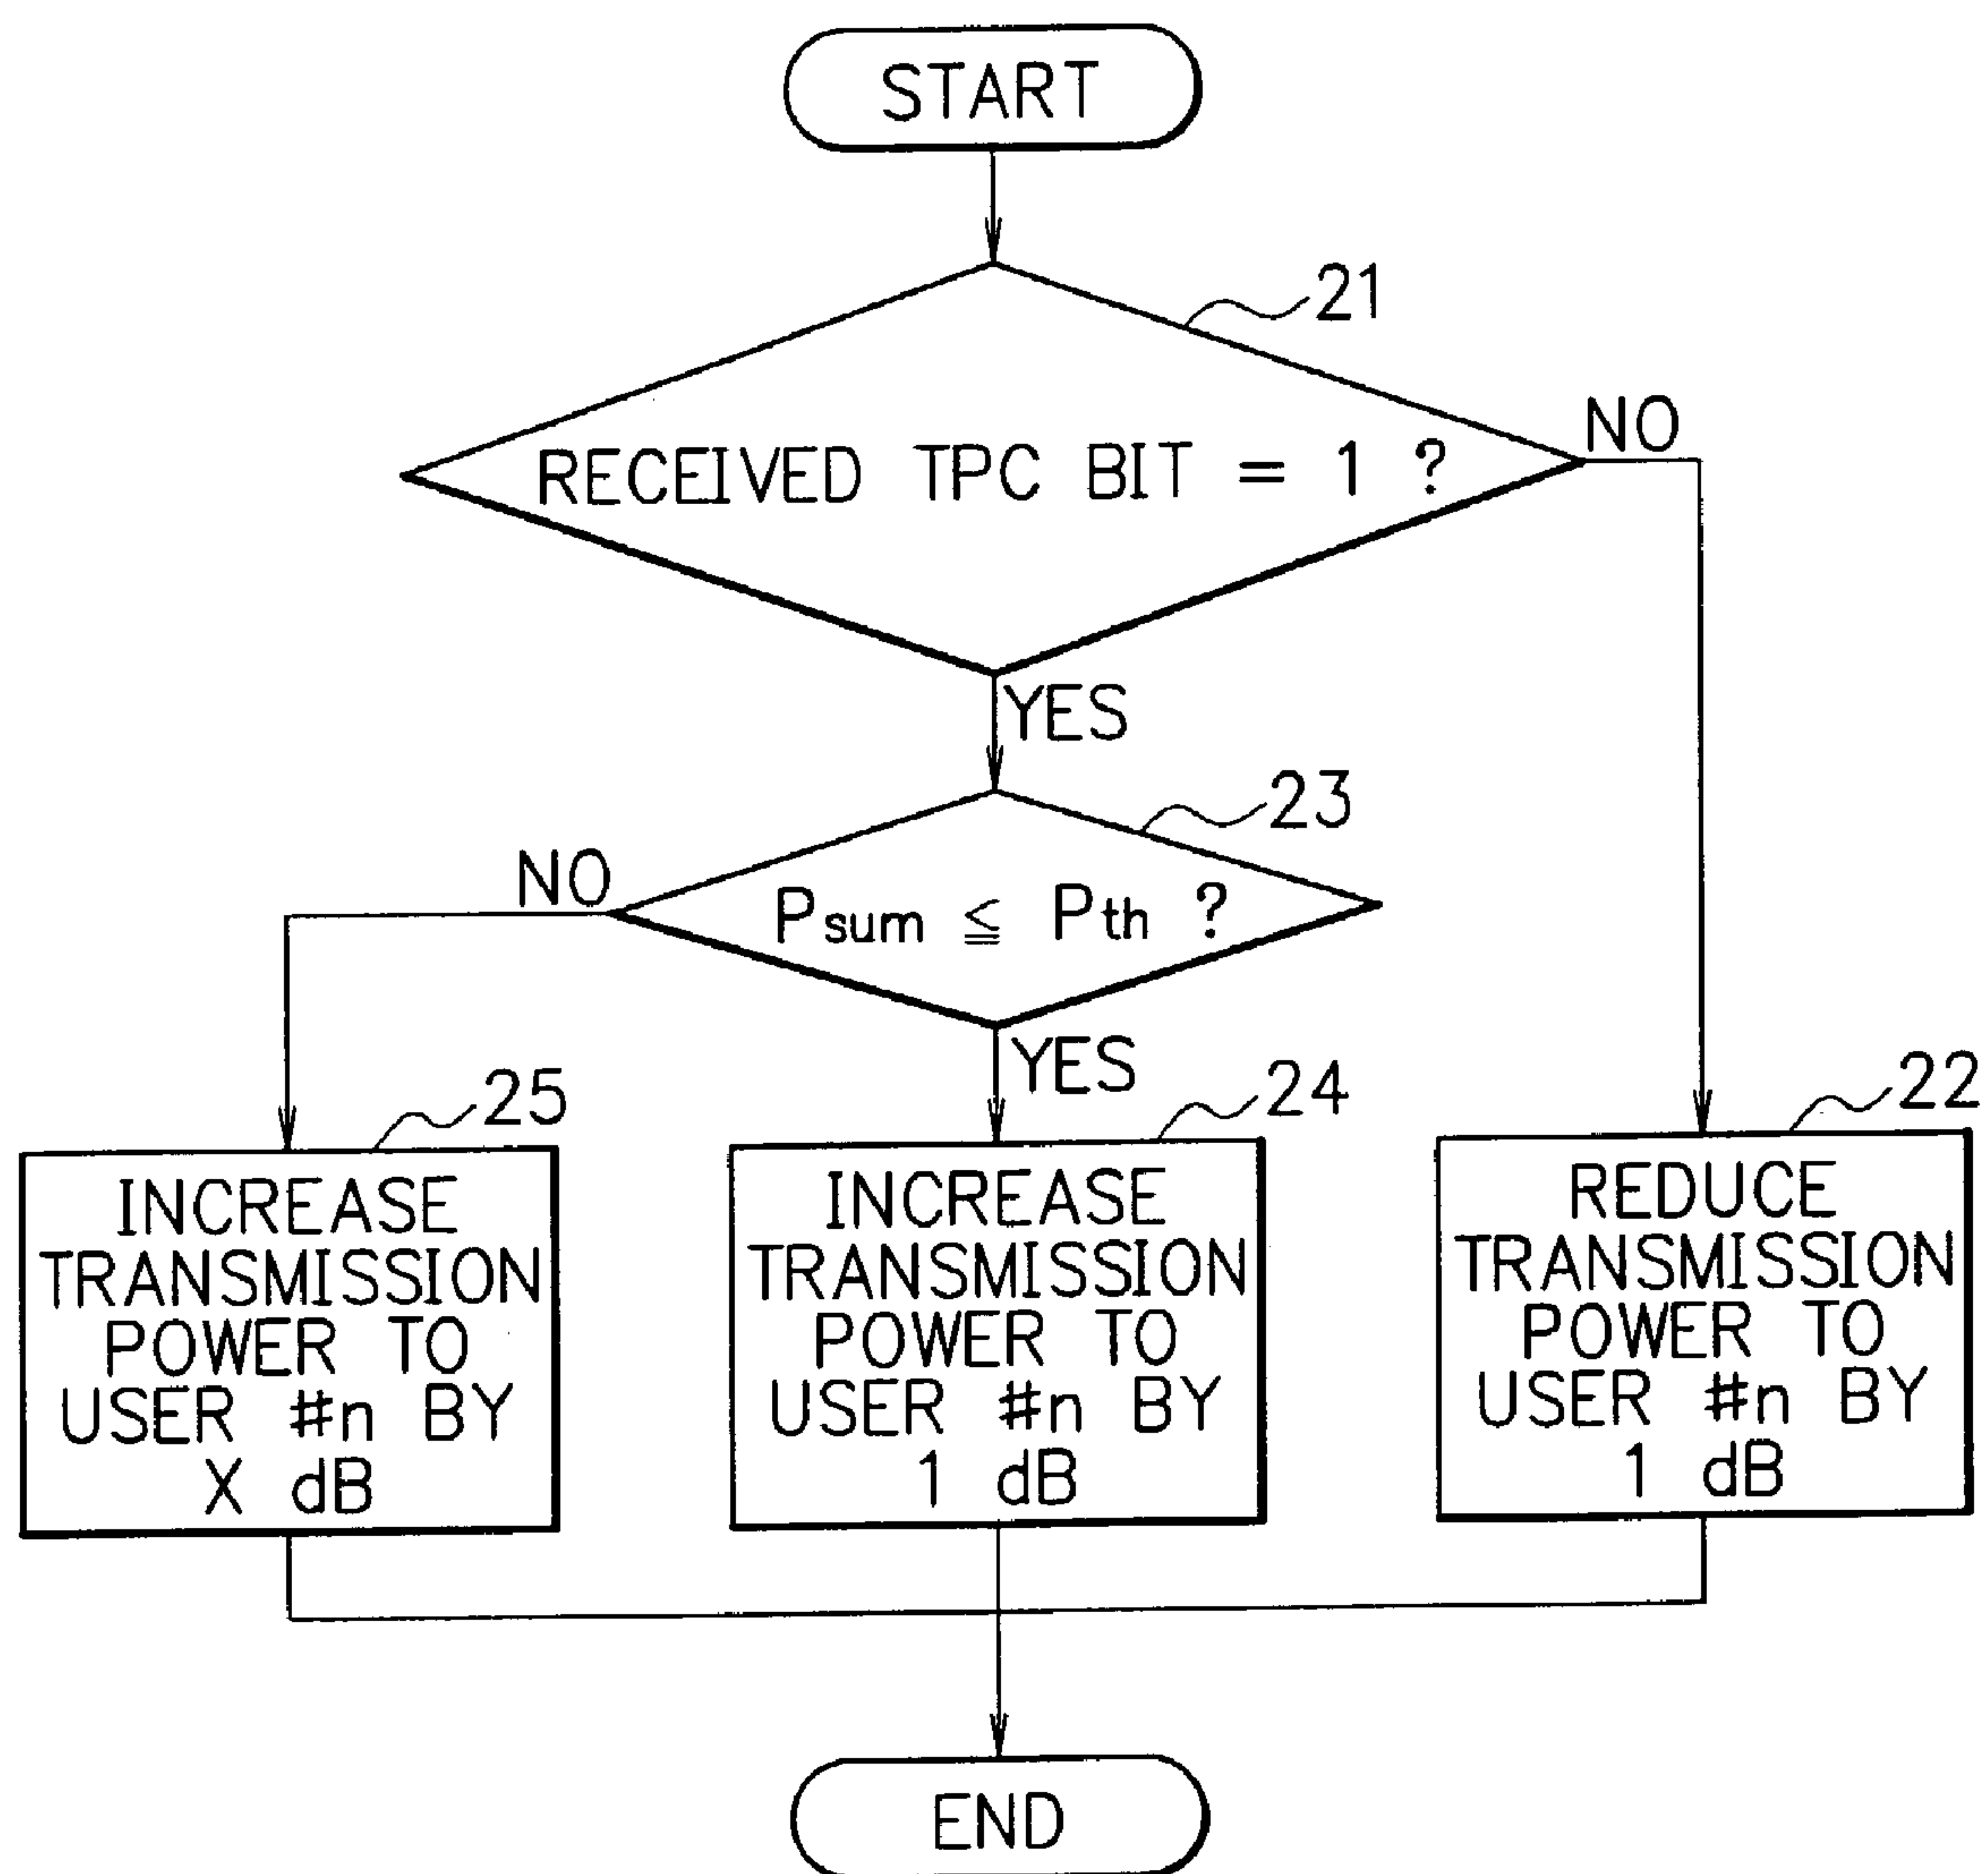 START
21
RECEIVED TPC BIT = 1 ?
NO
YES
23
NO
Psum ≦ Pth ?
YES
25
INCREASE
TRANSMISSION
POWER TO
USER #n BY
X dB
24
INCREASE
TRANSMISSION
POWER TO
USER #n BY
1 dB
22
REDUCE
TRANSMISSION
POWER TO
USER #n BY
1 dB
END